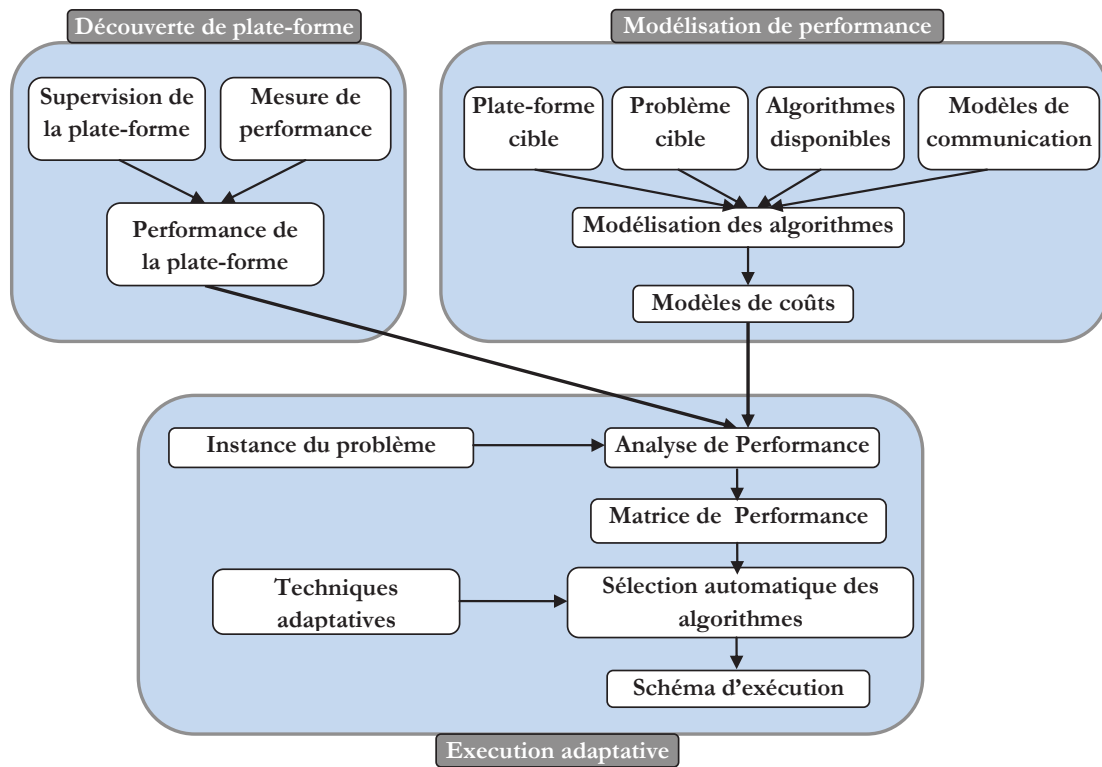 Découverte de plate-forme
Supervision de
la plate-forme
Mesure de
performance
Performance de
la plate-forme
Modélisation de performance
Plate-forme
cible
Problème
cible
Algorithmes
disponibles
Modèles de
communication
Modélisation des algorithmes
Modèles de coûts
Instance du problème
Analyse de Performance
Matrice de Performance
Techniques
adaptatives
Sélection automatique des
algorithmes
Schéma d'exécution
Execution adaptative